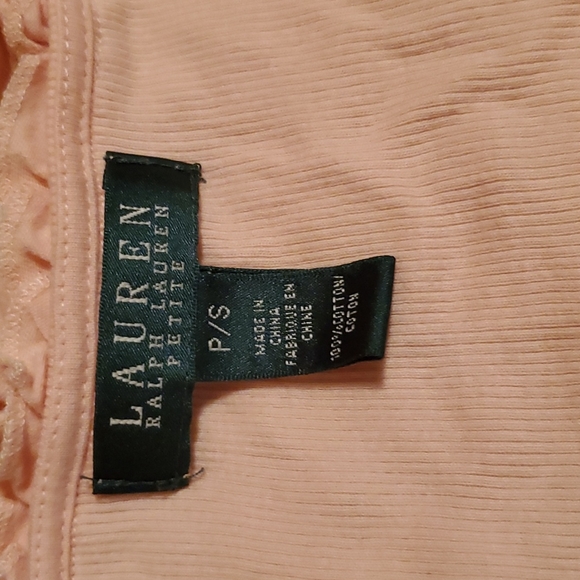 LAUREN
RALPH LAUREN
PETITE
P/S
MADE IN
CHINA
FABRIQUE EN
CHINE
100%COTTON/
COTON